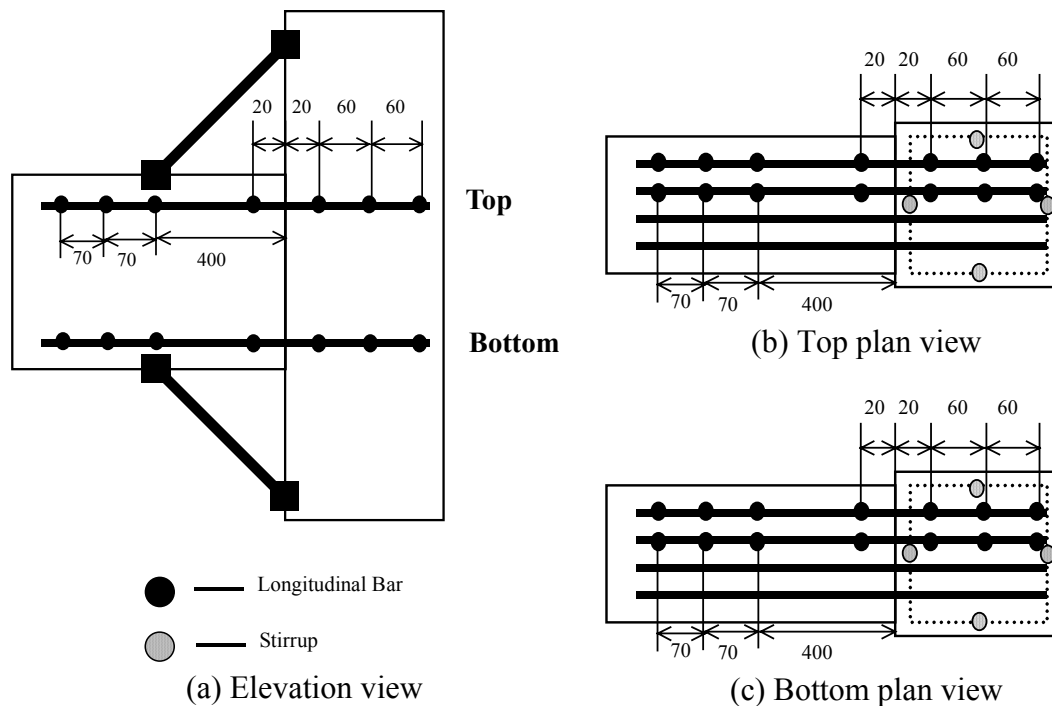 20 20 60 60
Top
70 70 400
Bottom
Longitudinal Bar
Stirrup
(a) Elevation view
20 20 60 60
70 70 400
(b) Top plan view
20 20 60 60
70 70 400
(c) Bottom plan view